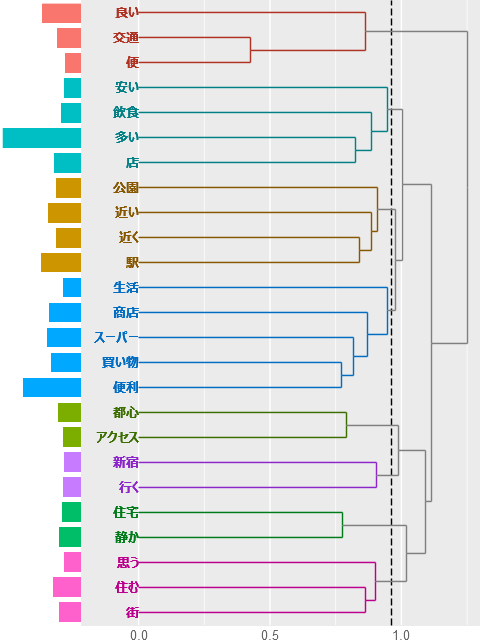 良い
交通
便
安い
飲食
多い
店
公園
近い
近く
駅
生活
商店
スーパー
買い物
便利
都心
アクセス
新宿
行く
住宅
静か
思う
住む
街
0.0 0.5 1.0